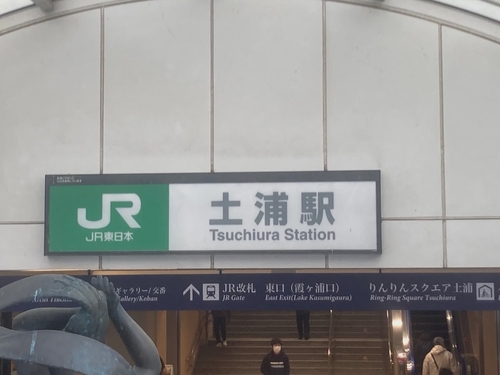 JR
JR東日本
土浦駅
Tsuchiura Station
ギャラリー/交番
Gallery/Koban
JR改札
JR Gate
東口（霞ヶ浦口）
East Exit(Lake Kasumigaura)
りんりんスクエア土浦
Ring-Ring Square Tsuchiura